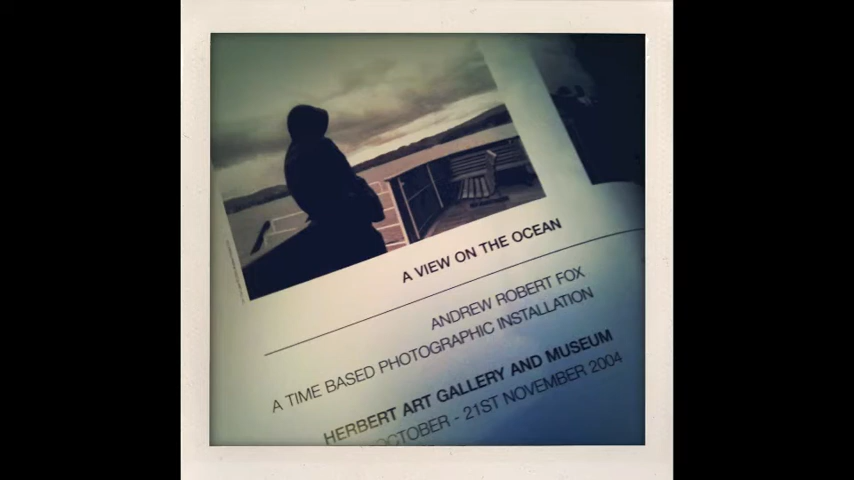 A VIEW ON THE OCEAN
ANDREW ROBERT FOX
A TIME BASED PHOTOGRAPHIC INSTALLATION
HERBERT ART GALLERY AND MUSEUM
OCTOBER - 21ST NOVEMBER 2004